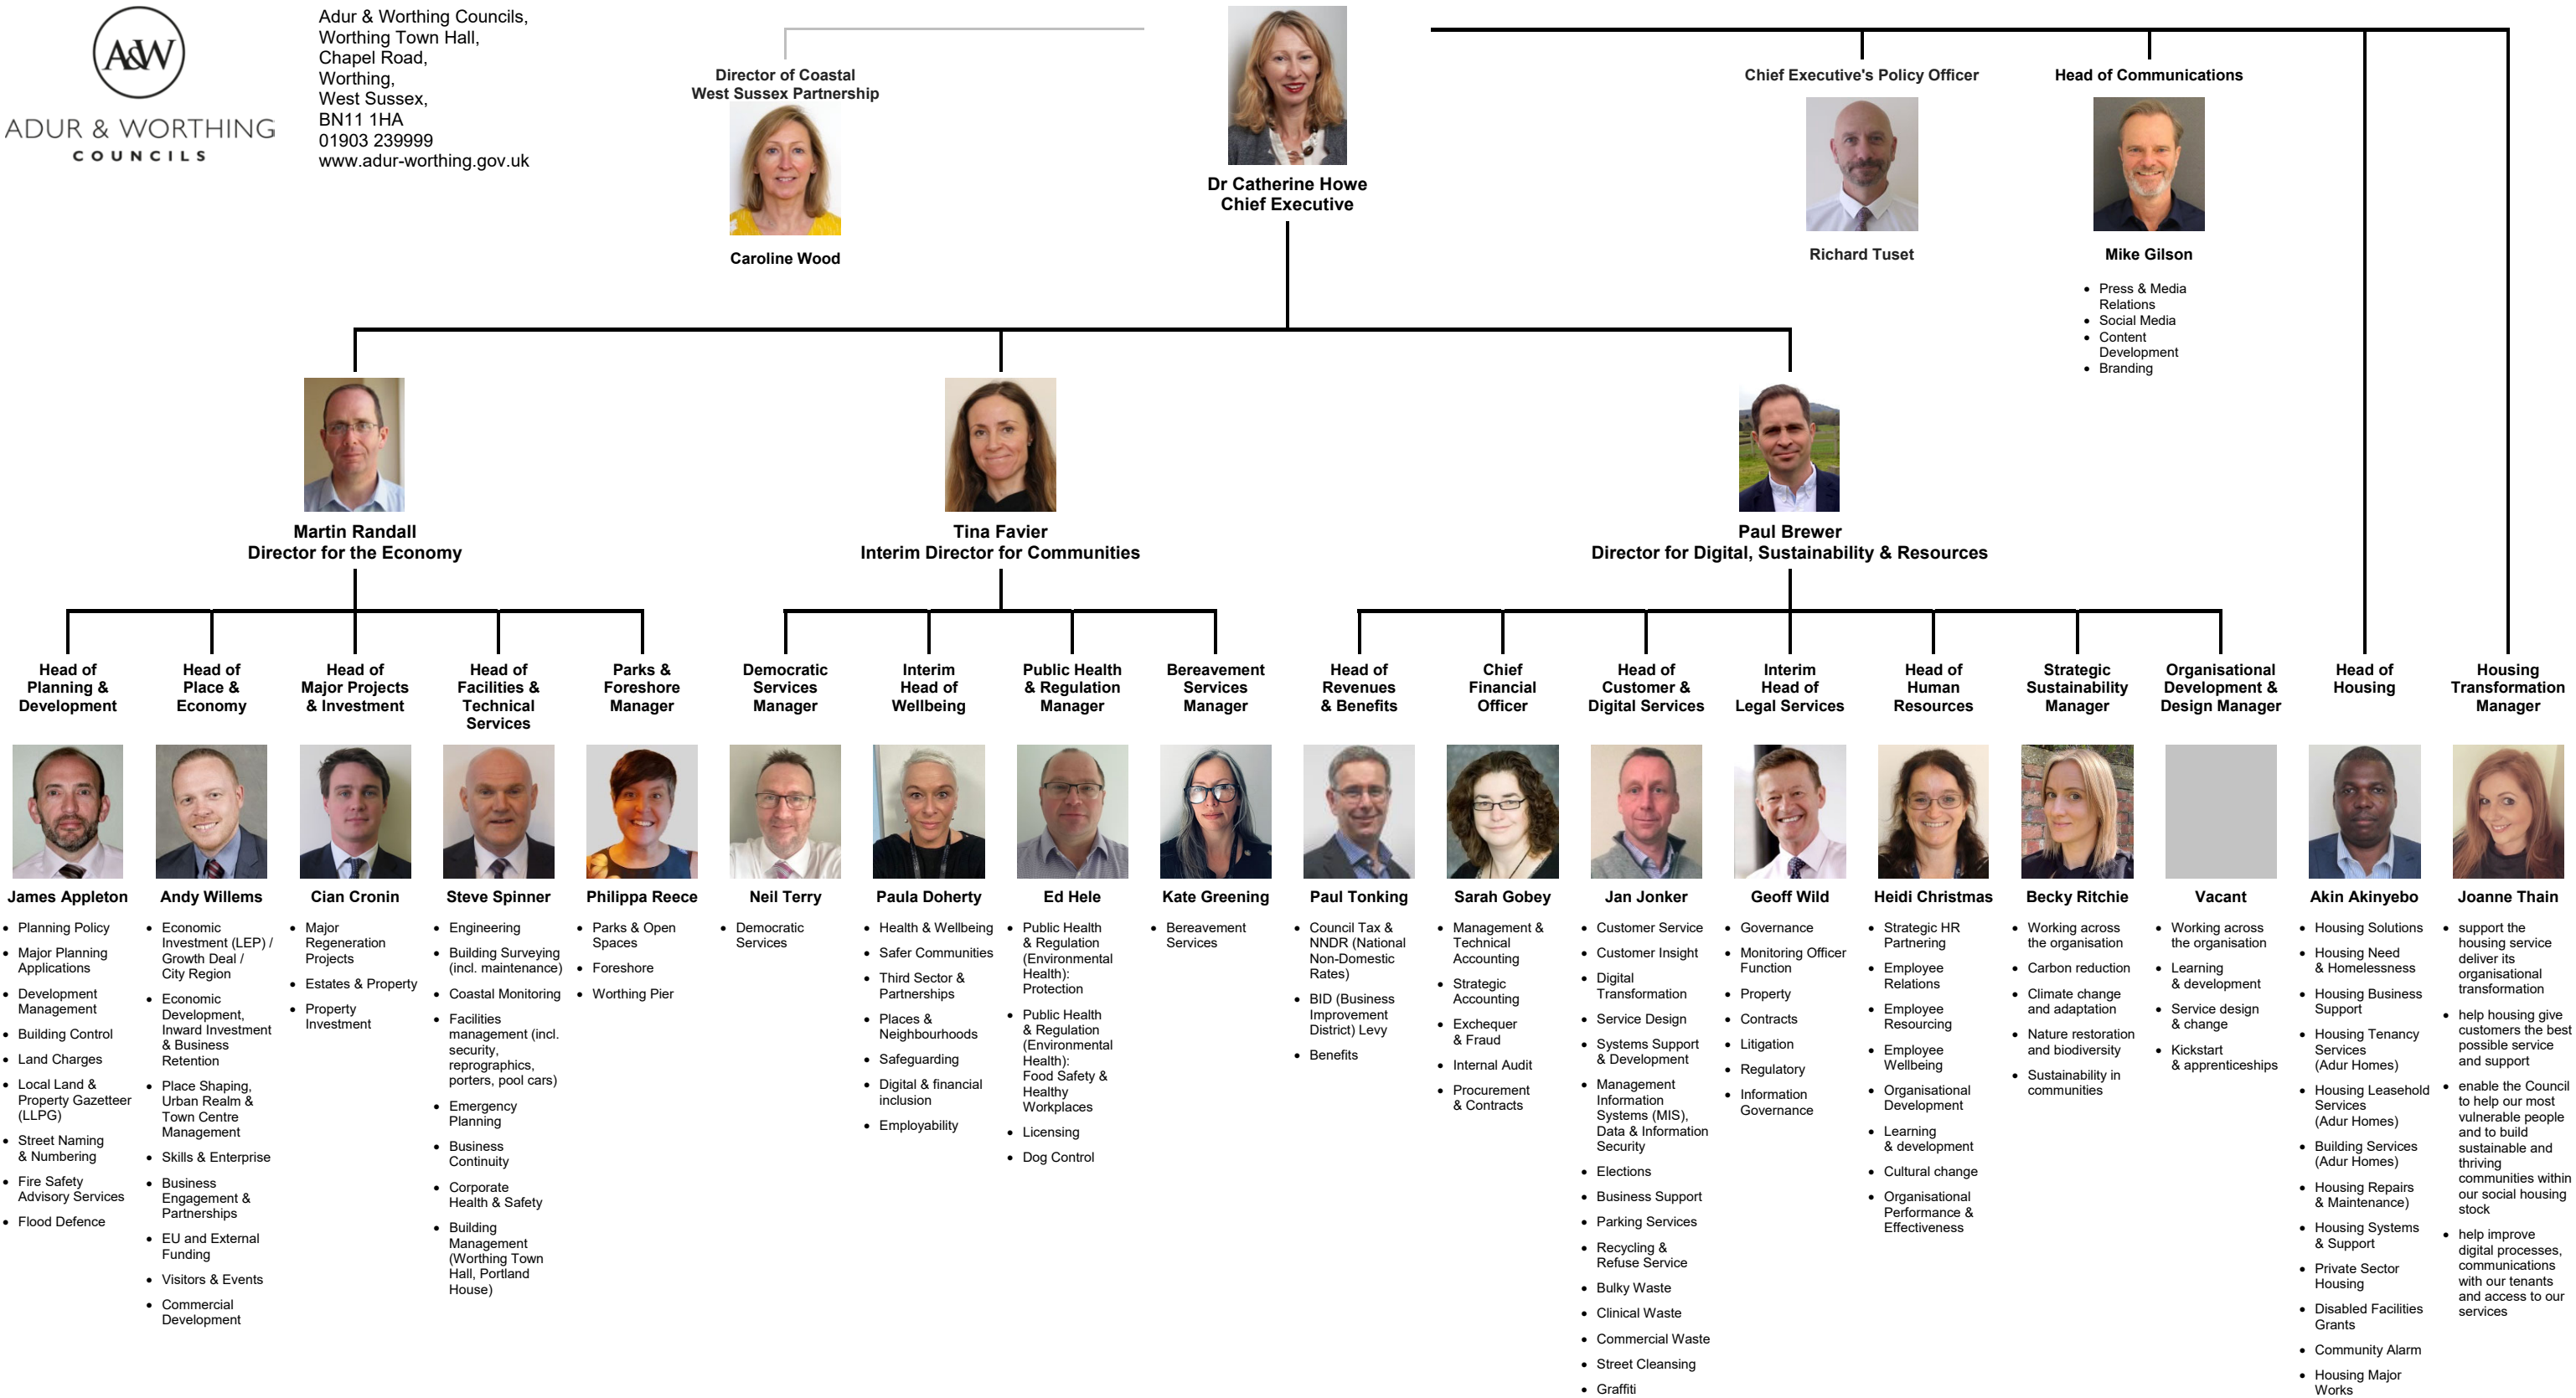 A&W
ADUR & WORTHING
COUNCILS
Adur & Worthing Councils,
Worthing Town Hall,
Chapel Road,
Worthing,
West Sussex,
BN11 1HA
01903 239999
www.adur-worthing.gov.uk
Director of Coastal
West Sussex Partnership
Caroline Wood
Dr Catherine Howe
Chief Executive
Chief Executive's Policy Officer
Richard Tuset
Head of Communications
Mike Gilson
• Press & Media
Relations
• Social Media
• Content
Development
• Branding
Martin Randall
Director for the Economy
Tina Favier
Interim Director for Communities
Paul Brewer
Director for Digital, Sustainability & Resources
Head of
Planning &
Development
James Appleton
• Planning Policy
• Major Planning
Applications
• Development
Management
• Building Control
• Land Charges
• Local Land &
Property Gazetteer
(LLPG)
• Street Naming
& Numbering
• Fire Safety
Advisory Services
• Flood Defence
Head of
Place &
Economy
Andy Willems
• Economic
Investment (LEP) /
Growth Deal /
City Region
• Economic
Development,
Inward Investment
& Business
Retention
• Place Shaping,
Urban Realm &
Town Centre
Management
• Skills & Enterprise
• Business
Engagement &
Partnerships
• EU and External
Funding
• Visitors & Events
• Commercial
Development
Head of
Major Projects
& Investment
Cian Cronin
• Major
Regeneration
Projects
• Estates & Property
• Property
Investment
Head of
Facilities &
Technical
Services
Steve Spinner
• Engineering
• Building Surveying
(incl. maintenance)
• Coastal Monitoring
• Facilities
management (incl.
security,
reprographics,
porters, pool cars)
• Emergency
Planning
• Business
Continuity
• Corporate
Health & Safety
• Building
Management
(Worthing Town
Hall, Portland
House)
Parks &
Foreshore
Manager
Philippa Reece
• Parks & Open
Spaces
• Foreshore
• Worthing Pier
Democratic
Services
Manager
Neil Terry
• Democratic
Services
Interim
Head of
Wellbeing
Paula Doherty
• Health & Wellbeing
• Safer Communities
• Third Sector &
Partnerships
• Places &
Neighbourhoods
• Safeguarding
• Digital & financial
inclusion
• Employability
Public Health
& Regulation
Manager
Ed Hele
• Public Health
& Regulation
(Environmental
Health):
Protection
• Public Health
& Regulation
(Environmental
Health):
Food Safety &
Healthy
Workplaces
• Licensing
• Dog Control
Bereavement
Services
Manager
Kate Greening
• Bereavement
Services
Head of
Revenues
& Benefits
Paul Tonking
• Council Tax &
NNDR (National
Non-Domestic
Rates)
• BID (Business
Improvement
District) Levy
• Benefits
Chief
Financial
Officer
Sarah Gobey
• Management &
Technical
Accounting
• Strategic
Accounting
• Exchequer
& Fraud
• Internal Audit
• Procurement
& Contracts
Head of
Customer &
Digital Services
Jan Jonker
• Customer Service
• Customer Insight
• Digital
Transformation
• Service Design
• Systems Support
& Development
• Management
Information
Systems (MIS),
Data & Information
Security
• Elections
• Business Support
• Parking Services
• Recycling &
Refuse Service
• Bulky Waste
• Clinical Waste
• Commercial Waste
• Street Cleansing
• Graffiti
Interim
Head of
Legal Services
Geoff Wild
• Governance
• Monitoring Officer
Function
• Property
• Contracts
• Litigation
• Regulatory
• Information
Governance
Head of
Human
Resources
Heidi Christmas
• Strategic HR
Partnering
• Employee
Relations
• Employee
Resourcing
• Employee
Wellbeing
• Organisational
Development
• Learning
& development
• Cultural change
• Organisational
Performance &
Effectiveness
Strategic
Sustainability
Manager
Becky Ritchie
• Working across
the organisation
• Carbon reduction
• Climate change
and adaptation
• Nature restoration
and biodiversity
• Sustainability in
communities
Organisational
Development &
Design Manager
Vacant
• Working across
the organisation
• Learning
& development
• Service design
& change
• Kickstart
& apprenticeships
Head of
Housing
Akin Akinyebo
• Housing Solutions
• Housing Need
& Homelessness
• Housing Business
Support
• Housing Tenancy
Services
(Adur Homes)
• Housing Leasehold
Services
(Adur Homes)
• Building Services
(Adur Homes)
• Housing Repairs
& Maintenance)
• Housing Systems
& Support
• Private Sector
Housing
• Disabled Facilities
Grants
• Community Alarm
• Housing Major
Works
Housing
Transformation
Manager
Joanne Thain
• support the
housing service
deliver its
organisational
transformation
• help housing give
customers the best
possible service
and support
• enable the Council
to help our most
vulnerable people
and to build
sustainable and
thriving
communities within
our social housing
stock
• help improve
digital processes,
communications
with our tenants
and access to our
services